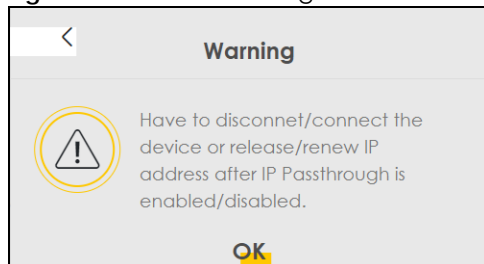 Warning
Have to disconnet/connect the
device or release/renew IP
address after IP Passthrough is
enabled/disabled.
OK